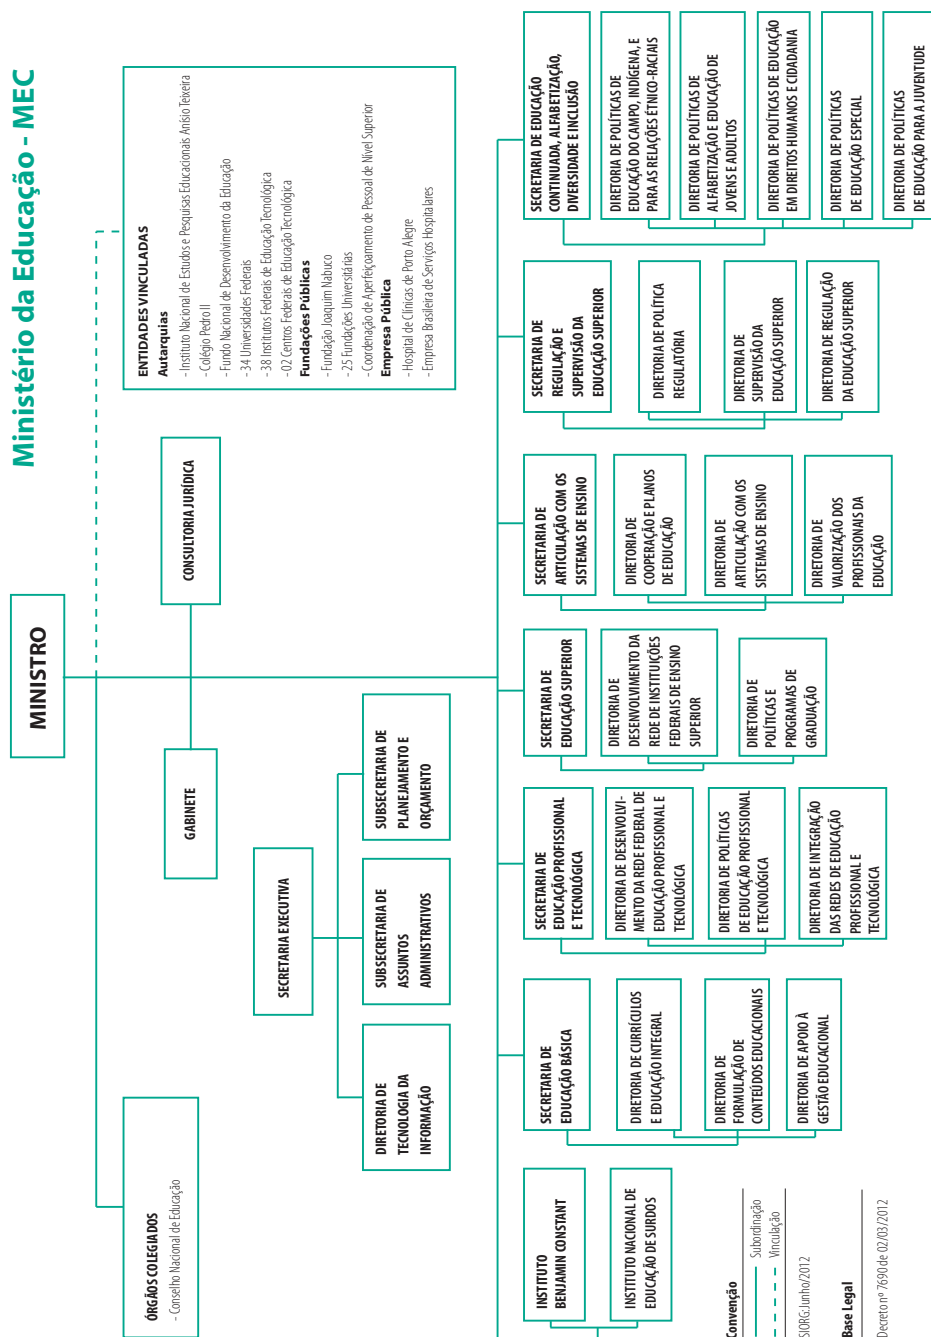 Ministério da Educação - MEC
MINISTRO
ÓRGÃOS COLEGIADOS
- Conselho Nacional de Educação
GABINETE
CONSULTORIA JURÍDICA
ENTIDADES VINCULADAS
Autarquias
- Instituto Nacional de Estudos e Pesquisas Educacionais Anísio Teixeira
- Colégio Pedro II
- Fundo Nacional de Desenvolvimento da Educação
- 34 Universidades Federais
- 38 Institutos Federais de Educação Tecnológica
- 02 Centros Federais de Educação Tecnológica
Fundações Públicas
- Fundação Joaquim Nabuco
- 25 Fundações Universitárias
- Coordenação de Aperfeiçoamento de Pessoal de Nível Superior
Empresa Pública
- Hospital de Clínicas de Porto Alegre
- Empresa Brasileira de Serviços Hospitalares
SECRETARIA EXECUTIVA
DIRETORIA DE
TECNOLOGIA DA
INFORMAÇÃO
SUBSECRETARIA DE
ASSUNTOS
ADMINISTRATIVOS
SUBSECRETARIA DE
PLANEJAMENTO E
ORÇAMENTO
INSTITUTO
BENJAMIN CONSTANT
INSTITUTO NACIONAL DE
EDUCAÇÃO DE SURDOS
SECRETARIA DE
EDUCAÇÃO BÁSICA
DIRETORIA DE CURRÍCULOS
E EDUCAÇÃO INTEGRAL
DIRETORIA DE
FORMULAÇÃO DE
CONTEÚDOS EDUCACIONAIS
DIRETORIA DE APOIO À
GESTÃO EDUCACIONAL
SECRETARIA DE
EDUCAÇÃO PROFISSIONAL
E TECNOLÓGICA
DIRETORIA DE DESENVOLVI-
MENTO DA REDE FEDERAL DE
EDUCAÇÃO PROFISSIONAL E
TECNOLÓGICA
DIRETORIA DE POLÍTICAS
DE EDUCAÇÃO PROFISSIONAL
E TECNOLÓGICA
DIRETORIA DE INTEGRAÇÃO
DAS REDES DE EDUCAÇÃO
PROFISSIONAL E
TECNOLÓGICA
SECRETARIA DE
EDUCAÇÃO SUPERIOR
DIRETORIA DE
DESENVOLVIMENTO DA
REDE DE INSTITUIÇÕES
FEDERAIS DE ENSINO
SUPERIOR
DIRETORIA DE
POLÍTICAS E
PROGRAMAS DE
GRADUAÇÃO
SECRETARIA DE
ARTICULAÇÃO COM OS
SISTEMAS DE ENSINO
DIRETORIA DE
COOPERAÇÃO E PLANOS
DE EDUCAÇÃO
DIRETORIA DE
ARTICULAÇÃO COM OS
SISTEMAS DE ENSINO
DIRETORIA DE
VALORIZAÇÃO DOS
PROFISSIONAIS DA
EDUCAÇÃO
SECRETARIA DE
REGULAÇÃO E
SUPERVISÃO DA
EDUCAÇÃO SUPERIOR
DIRETORIA DE POLÍTICA
REGULATÓRIA
DIRETORIA DE
SUPERVISÃO DA
EDUCAÇÃO SUPERIOR
DIRETORIA DE REGULAÇÃO
DA EDUCAÇÃO SUPERIOR
SECRETARIA DE EDUCAÇÃO
CONTINUADA, ALFABETIZAÇÃO,
DIVERSIDADE E INCLUSÃO
DIRETORIA DE POLÍTICAS DE
EDUCAÇÃO DO CAMPO, INDÍGENA, E
PARA AS RELAÇÕES ÉTNICO-RACIAIS
DIRETORIA DE POLÍTICAS DE
ALFABETIZAÇÃO E EDUCAÇÃO DE
JOVENS E ADULTOS
DIRETORIA DE POLÍTICAS DE EDUCAÇÃO
EM DIREITOS HUMANOS E CIDADANIA
DIRETORIA DE POLÍTICAS
DE EDUCAÇÃO ESPECIAL
DIRETORIA DE POLÍTICAS
DE EDUCAÇÃO PARA A JUVENTUDE
Convenção
Subordinação
Vinculação
SIORG:Junho/2012
Base Legal
Decreto nº 7690 de 02/03/2012